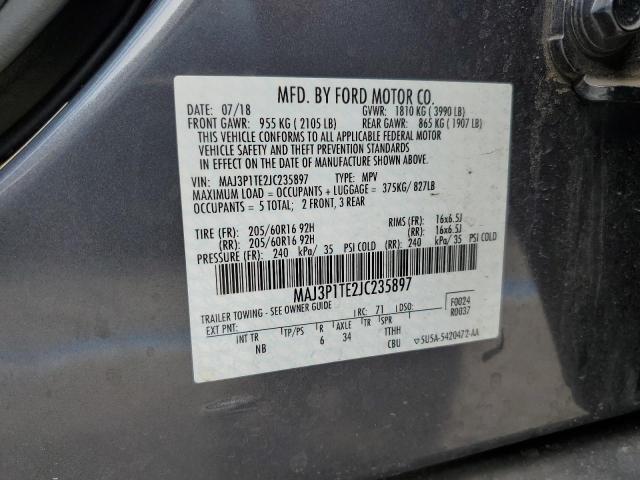 MFD. BY FORD MOTOR CO.
DATE: 07/18 GVWR: 1810 KG ( 3990 LB)
FRONT GAWR: 955 KG ( 2105 LB) REAR GAWR: 865 KG ( 1907 LB)
THIS VEHICLE CONFORMS TO ALL APPLICABLE FEDERAL MOTOR
VEHICLE SAFETY AND THEFT PREVENTION STANDARDS
IN EFFECT ON THE DATE OF MANUFACTURE SHOWN ABOVE.
VIN: MAJ3P1TE2JC235897 TYPE: MPV
MAXIMUM LOAD = OCCUPANTS + LUGGAGE = 375KG/ 827LB
OCCUPANTS = 5 TOTAL; 2 FRONT, 3 REAR
TIRE (FR): 205/60R16 92H RIMS (FR): 16x6.5J
(RR): 205/60R16 92H (RR): 16x6.5J
PRESSURE (FR): 240 kPa/ 35 PSI COLD (RR): 240 kPa/ 35 PSI COLD
MAJ3P1TE2JC235897
TRAILER TOWING - SEE OWNER GUIDE
EXT PNT: RC: 71 DSO: F0024
R0037
INT TR TP/PS R AXLE TR SPR
NB 6 34 TTHH
CBU 5U5A-5420472-AA